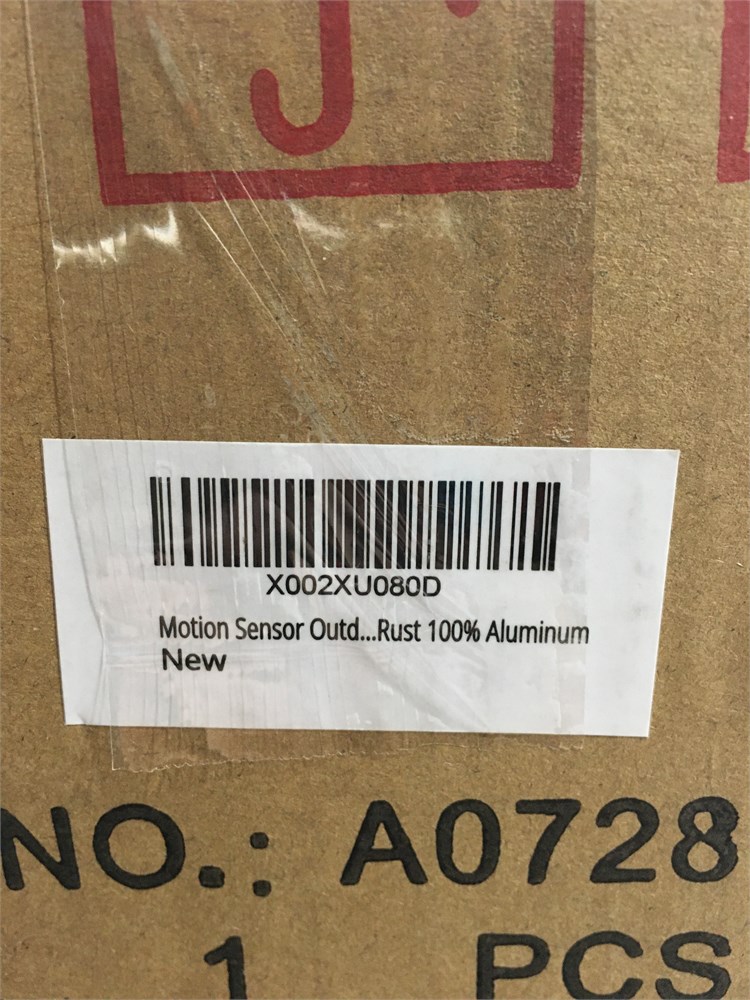 X002XU080D
Motion Sensor Outd...Rust 100% Aluminum
New
NO.: A0728
1 PCS